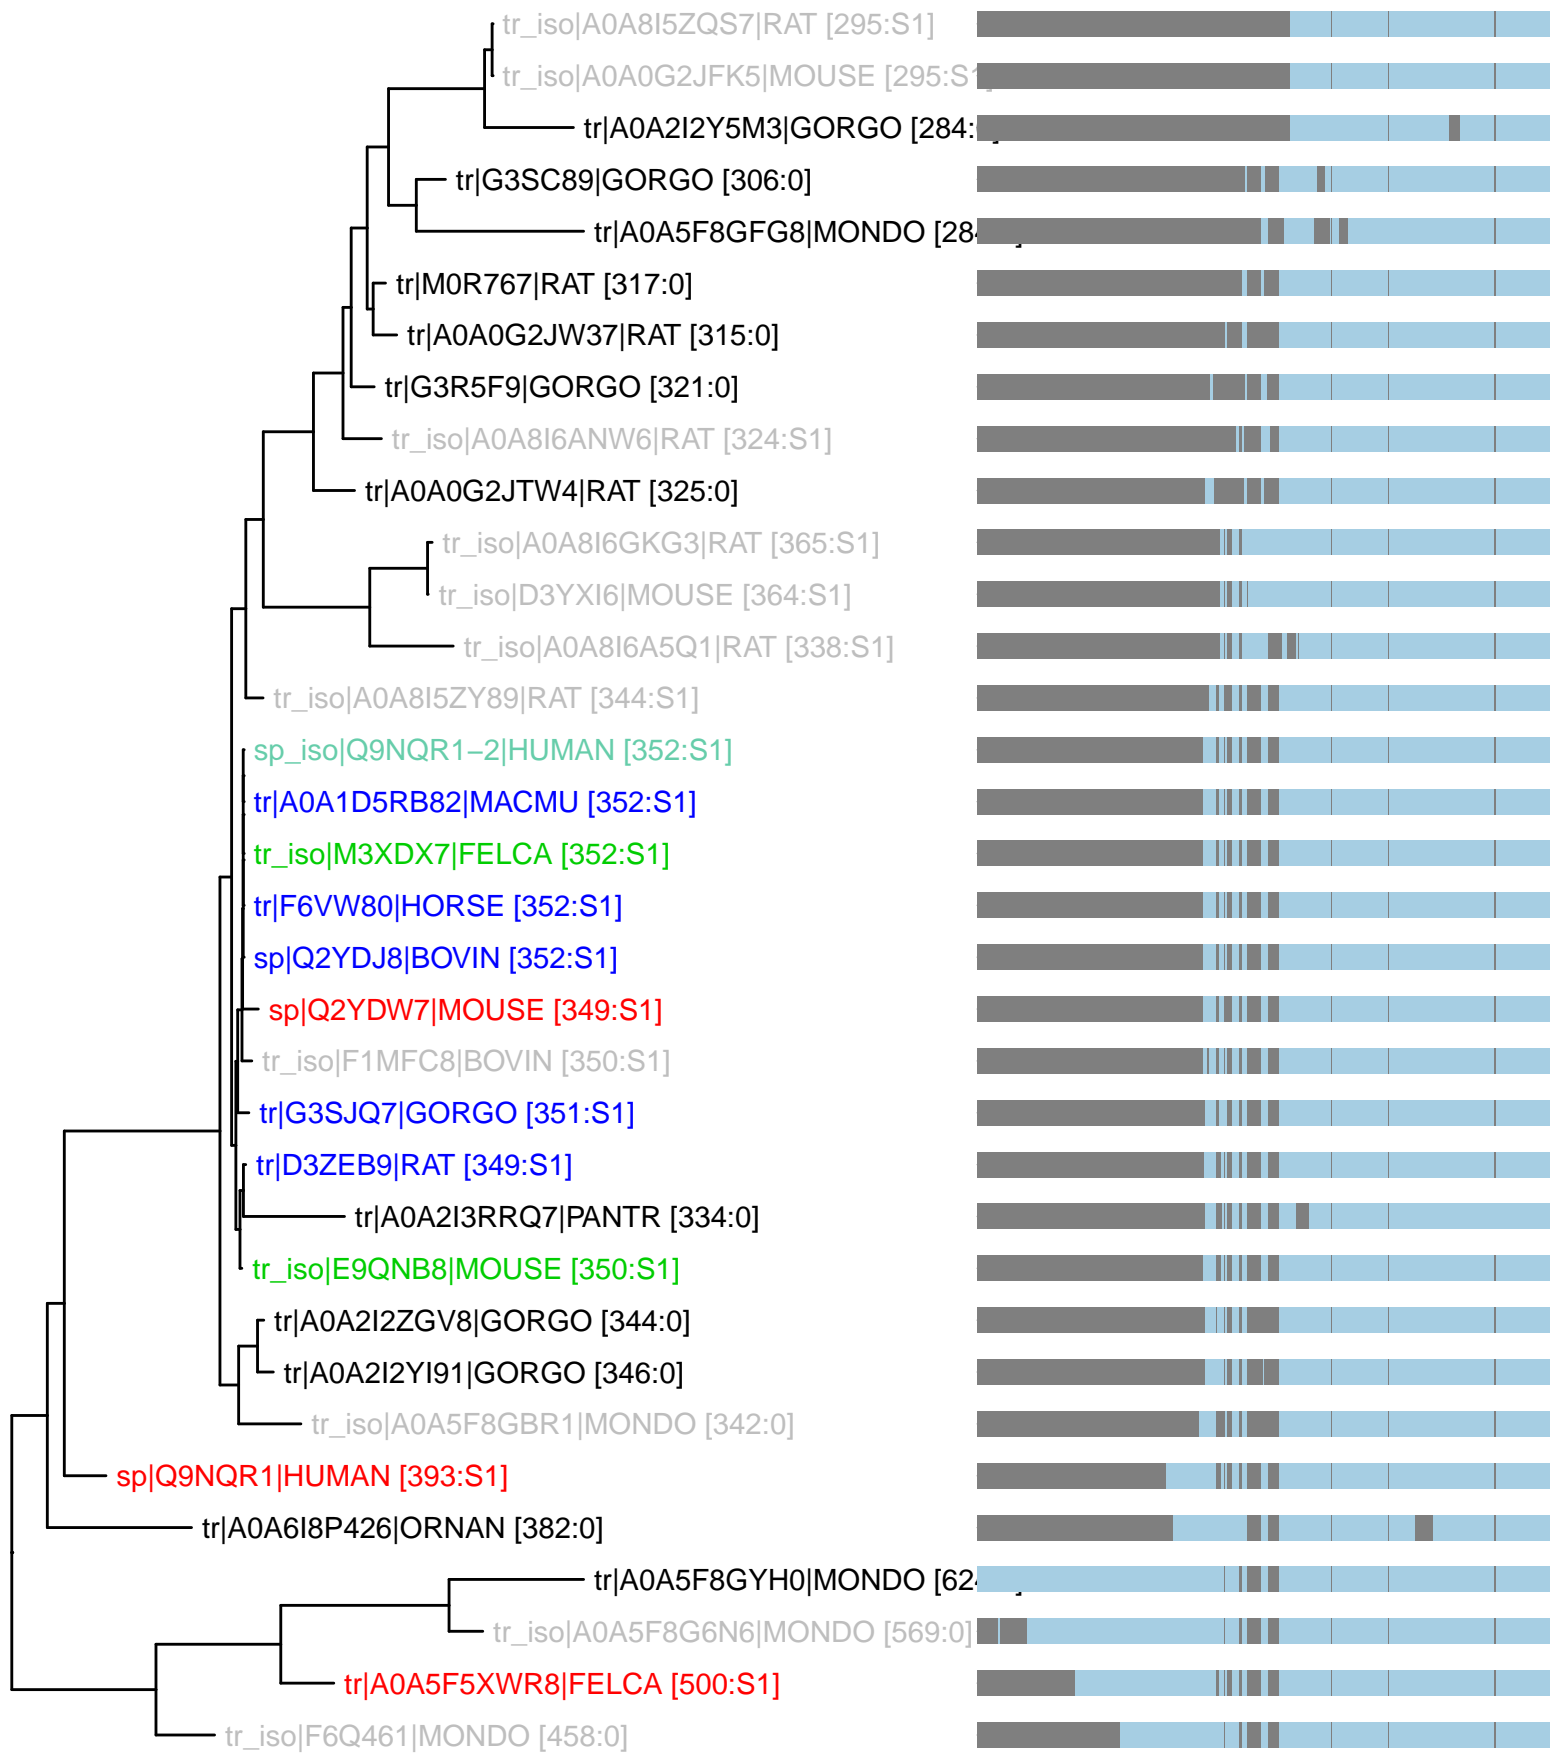 tr_iso|A0A8I5ZQS7|RAT [295:S1]
tr_iso|A0A0G2JFK5|MOUSE [295:S1]
tr|A0A2I2Y5M3|GORGO [284:
tr|G3SC89|GORGO [306:0]
tr|A0A5F8GFG8|MONDO [284
tr|M0R767|RAT [317:0]
tr|A0A0G2JW37|RAT [315:0]
tr|G3R5F9|GORGO [321:0]
tr_iso|A0A8I6ANW6|RAT [324:S1]
tr|A0A0G2JTW4|RAT [325:0]
tr_iso|A0A8I6GKG3|RAT [365:S1]
tr_iso|D3YXI6|MOUSE [364:S1]
tr_iso|A0A8I6A5Q1|RAT [338:S1]
tr_iso|A0A8I5ZY89|RAT [344:S1]
sp_iso|Q9NQR1−2|HUMAN [352:S1]
tr|A0A1D5RB82|MACMU [352:S1]
tr_iso|M3XDX7|FELCA [352:S1]
tr|F6VW80|HORSE [352:S1]
sp|Q2YDJ8|BOVIN [352:S1]
sp|Q2YDW7|MOUSE [349:S1]
tr_iso|F1MFC8|BOVIN [350:S1]
tr|G3SJQ7|GORGO [351:S1]
tr|D3ZEB9|RAT [349:S1]
tr|A0A2I3RRQ7|PANTR [334:0]
tr_iso|E9QNB8|MOUSE [350:S1]
tr|A0A2I2ZGV8|GORGO [344:0]
tr|A0A2I2YI91|GORGO [346:0]
tr_iso|A0A5F8GBR1|MONDO [342:0]
sp|Q9NQR1|HUMAN [393:S1]
tr|A0A6I8P426|ORNAN [382:0]
tr|A0A5F8GYH0|MONDO [624
tr_iso|A0A5F8G6N6|MONDO [569:0]
tr|A0A5F5XWR8|FELCA [500:S1]
tr_iso|F6Q461|MONDO [458:0]